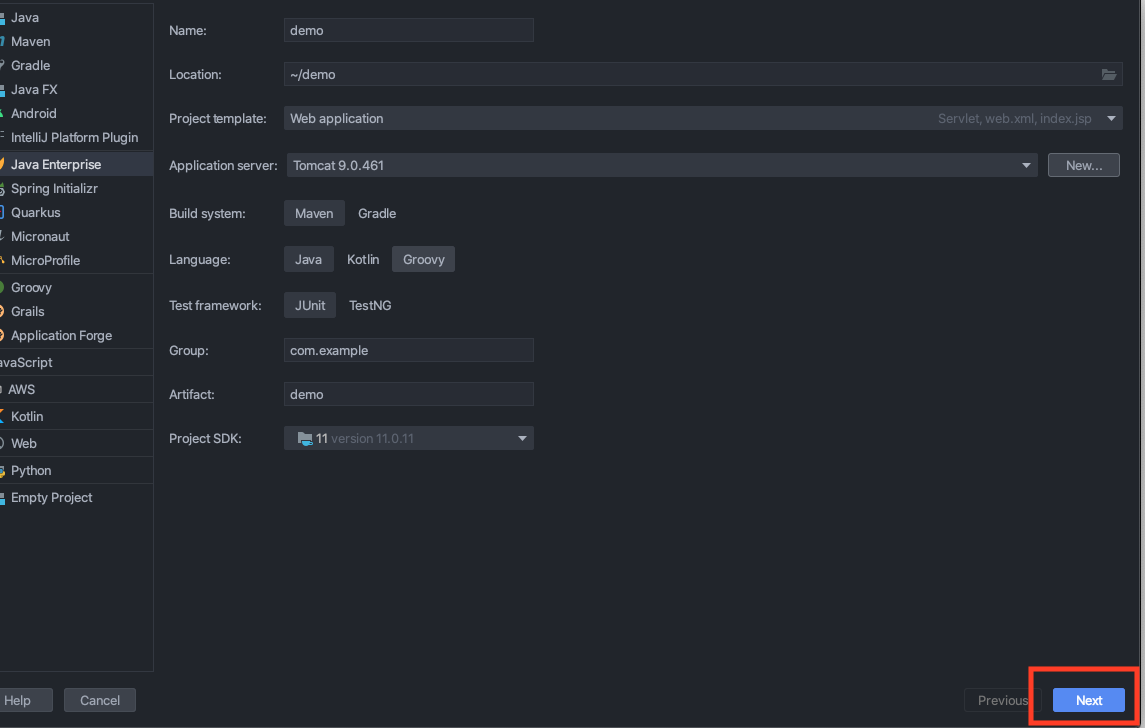 Java
Maven
Gradle
Java FX
Android
IntelliJ Platform Plugin
Java Enterprise
Spring Initializr
Quarkus
Micronaut
MicroProfile
Groovy
Grails
Application Forge
avaScript
AWS
Kotlin
Web
Python
Empty Project
Name: demo
Location: ~/demo
Project template: Web application Servlet, web.xml, index.jsp
Application server: Tomcat 9.0.461 New...
Build system: Maven Gradle
Language: Java Kotlin Groovy
Test framework: JUnit TestNG
Group: com.example
Artifact: demo
Project SDK: 11 version 11.0.11
Help Cancel Previous Next